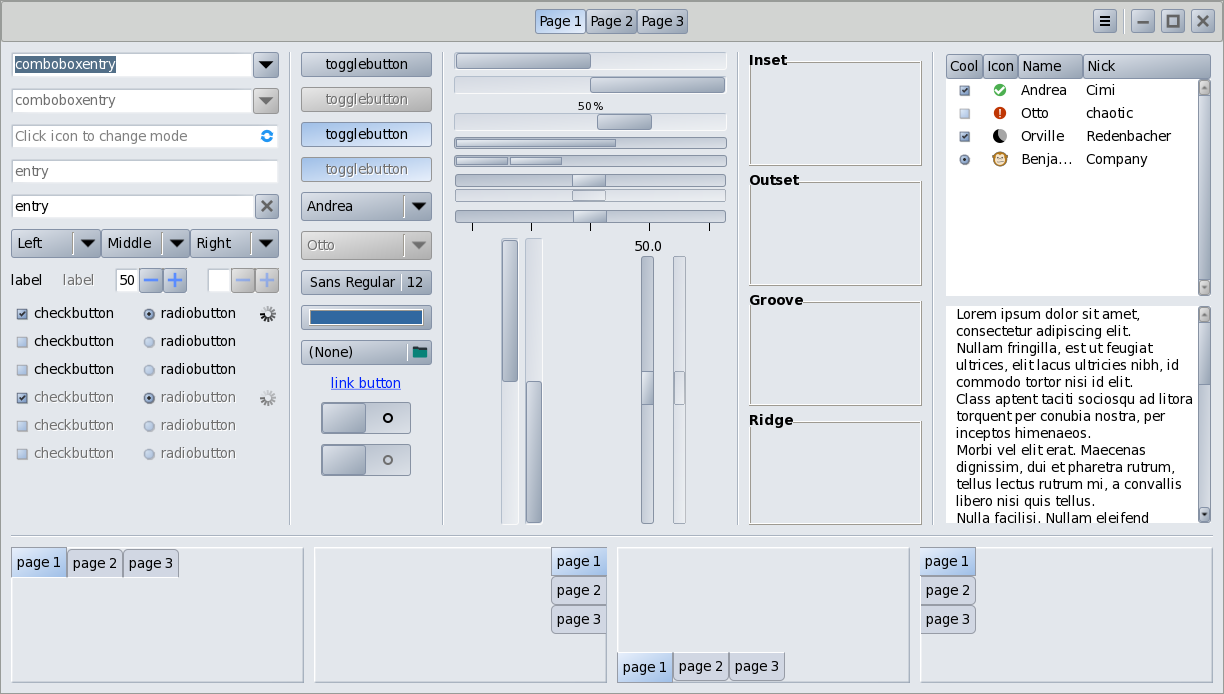 Page 1 Page 2 Page 3
comboboxentry
comboboxentry
Click icon to change mode
entry
entry
Left Middle Right
label label 50
checkbutton radiobutton
checkbutton radiobutton
checkbutton radiobutton
checkbutton radiobutton
checkbutton radiobutton
checkbutton radiobutton
togglebutton
togglebutton
togglebutton
togglebutton
Andrea
Otto
Sans Regular 12
(None)
link button
50 %
50.0
Inset
Outset
Groove
Ridge
Cool Icon Name Nick
Andrea Cimi
Otto chaotic
Orville Redenbacher
Benja… Company
Lorem ipsum dolor sit amet,
consectetur adipiscing elit.
Nullam fringilla, est ut feugiat
ultrices, elit lacus ultricies nibh, id
commodo tortor nisi id elit.
Class aptent taciti sociosqu ad litora
torquent per conubia nostra, per
inceptos himenaeos.
Morbi vel elit erat. Maecenas
dignissim, dui et pharetra rutrum,
tellus lectus rutrum mi, a convallis
libero nisi quis tellus.
Nulla facilisi. Nullam eleifend
page 1 page 2 page 3
page 1
page 2
page 3
page 1 page 2 page 3
page 1
page 2
page 3